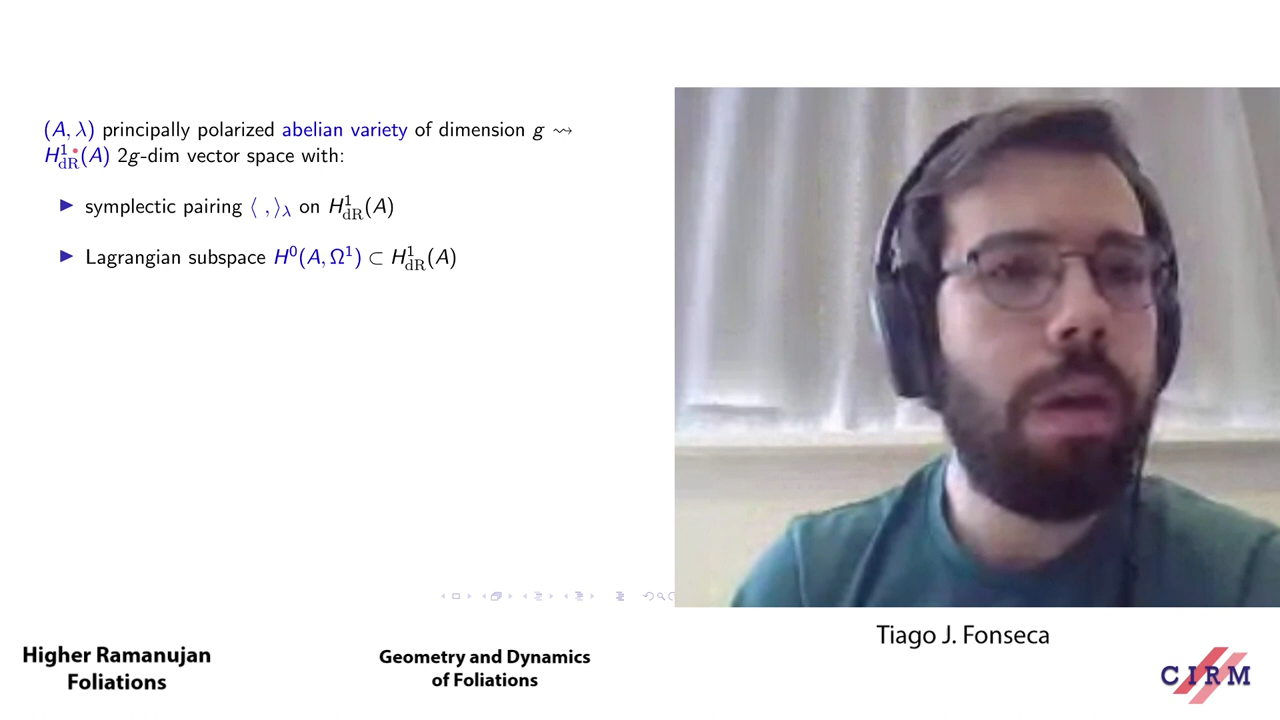 (A, λ) principally polarized abelian variety of dimension g ⇝
H¹_dR(A) 2g-dim vector space with:
▶ symplectic pairing ⟨ , ⟩_λ on H¹_dR(A)
▶ Lagrangian subspace H⁰(A, Ω¹) ⊂ H¹_dR(A)
Tiago J. Fonseca
Higher Ramanujan
Foliations
Geometry and Dynamics
of Foliations
CIRM